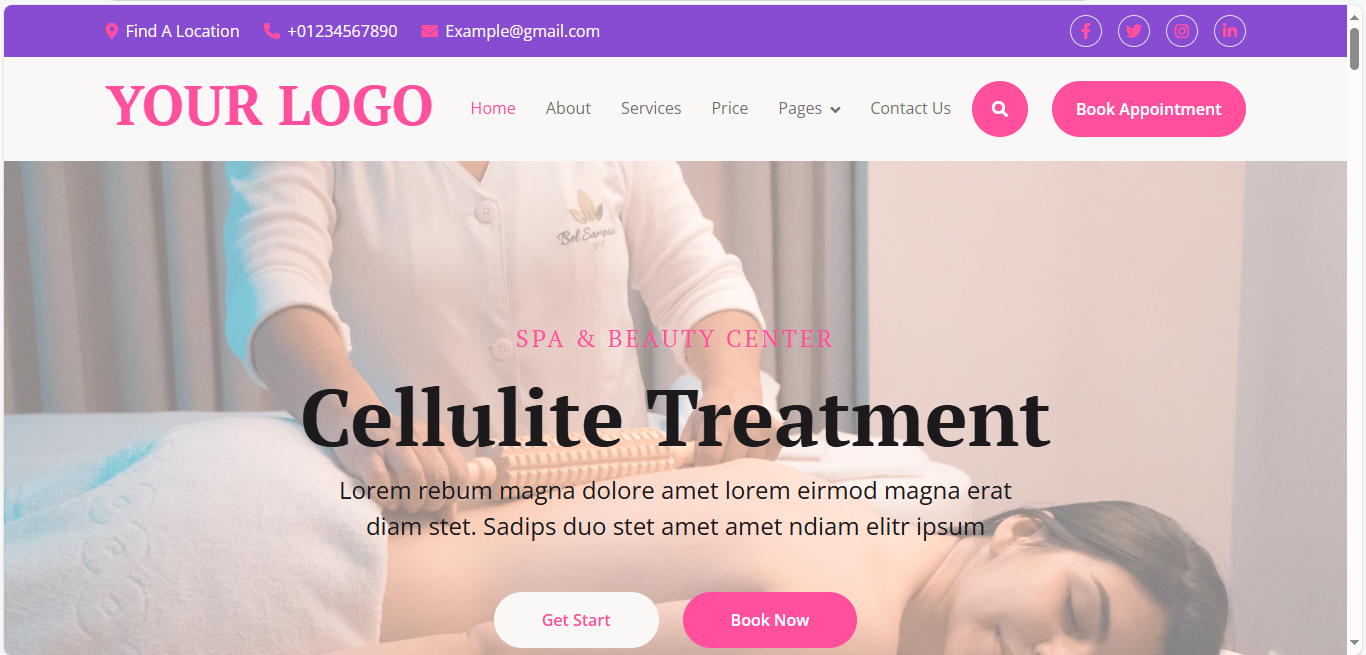 Find A Location +01234567890 Example@gmail.com
YOUR LOGO Home About Services Price Pages Contact Us Book Appointment
Bel Sanpa
SPA & BEAUTY CENTER
Cellulite Treatment
Lorem rebum magna dolore amet lorem eirmod magna erat
diam stet. Sadips duo stet amet amet ndiam elitr ipsum
Get Start Book Now